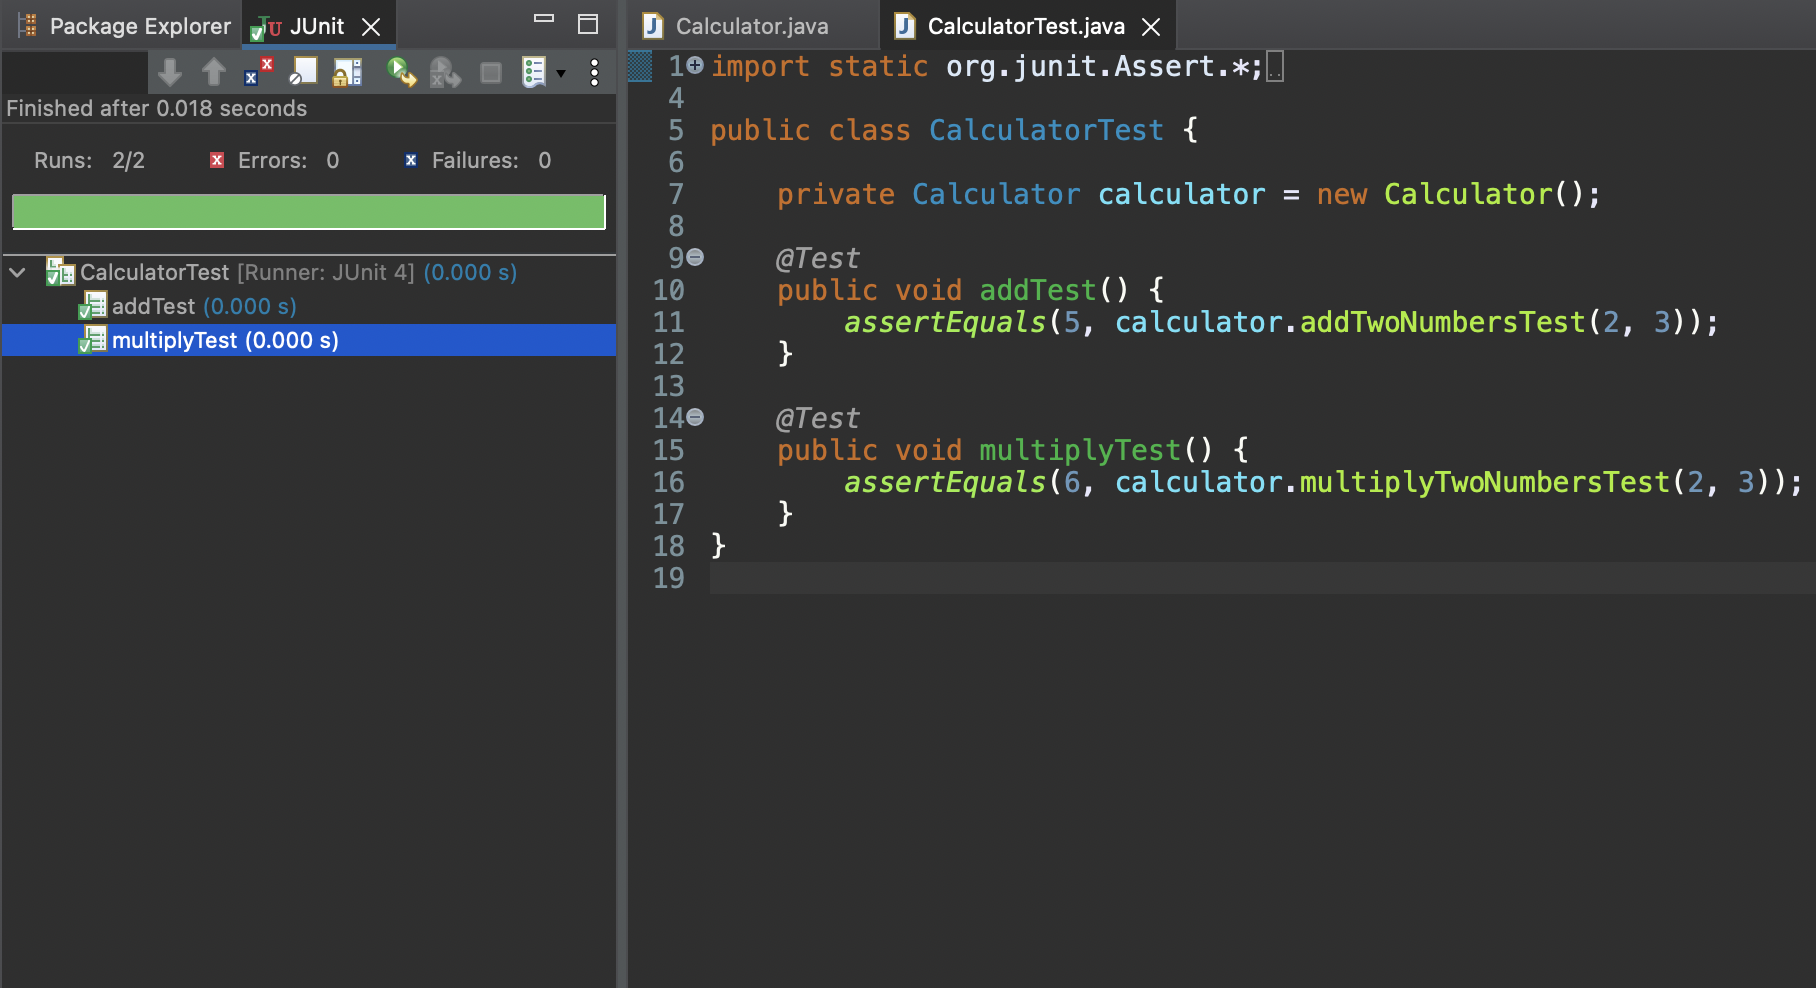 Package Explorer
JUnit
Finished after 0.018 seconds
Runs: 2/2 Errors: 0 Failures: 0
CalculatorTest [Runner: JUnit 4] (0.000 s)
addTest (0.000 s)
multiplyTest (0.000 s)
Calculator.java
CalculatorTest.java
1 import static org.junit.Assert.*;
4
5 public class CalculatorTest {
6
7 private Calculator calculator = new Calculator();
8
9 @Test
10 public void addTest() {
11 assertEquals(5, calculator.addTwoNumbersTest(2, 3));
12 }
13
14 @Test
15 public void multiplyTest() {
16 assertEquals(6, calculator.multiplyTwoNumbersTest(2, 3));
17 }
18 }
19